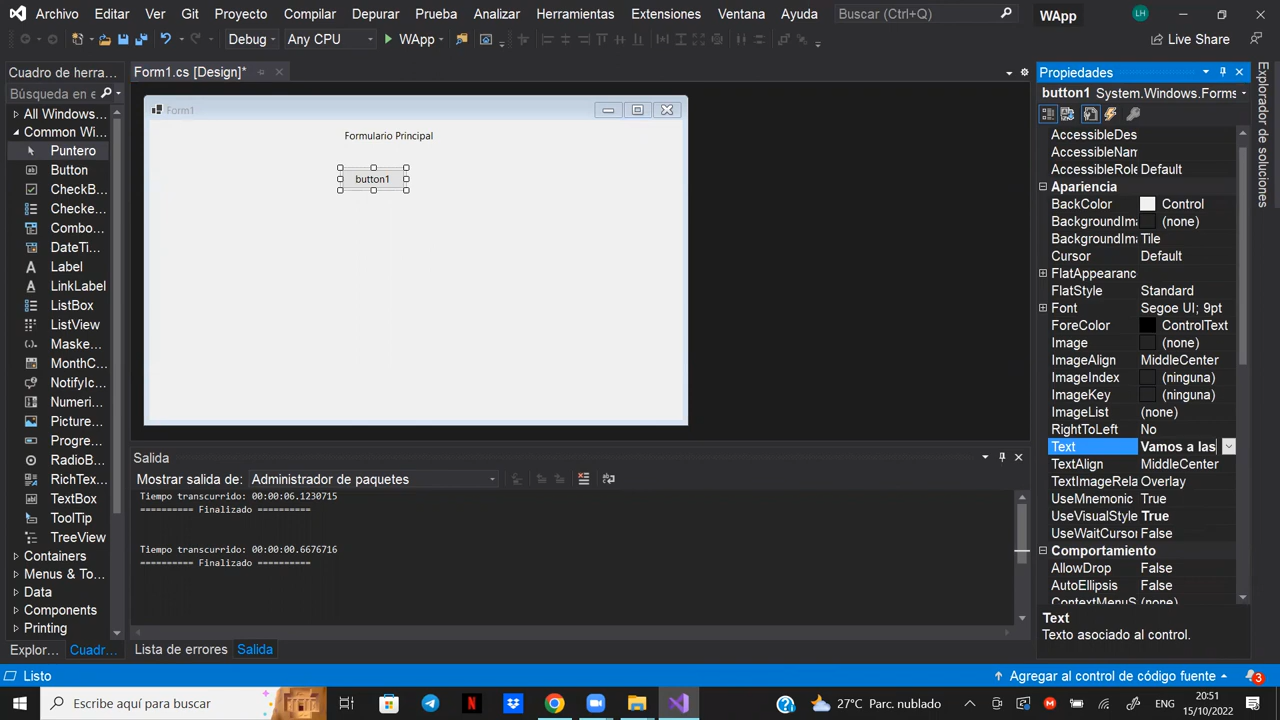 Archivo Editar Ver Git Proyecto Compilar Depurar Prueba Analizar Herramientas Extensiones Ventana Ayuda Buscar (Ctrl+Q) WApp LH
Debug Any CPU WApp Live Share
Cuadro de herra...
Búsqueda en e
All Windows...
Common Wi...
Puntero
Button
CheckB...
Checke...
Combo...
DateTi...
Label
LinkLabel
ListBox
ListView
Maske...
MonthC...
NotifyIc...
Numeri...
Picture...
Progre...
RadioB...
RichTex...
TextBox
ToolTip
TreeView
Containers
Menus & To...
Data
Components
Printing
Explor... Cuadr...
Form1.cs [Design]*
Form1
Formulario Principal
button1
Salida
Mostrar salida de: Administrador de paquetes
Tiempo transcurrido: 00:00:06.1230715
========== Finalizado ==========
Tiempo transcurrido: 00:00:00.6676716
========== Finalizado ==========
Lista de errores Salida
Propiedades
button1 System.Windows.Forms
AccessibleDes
AccessibleNam
AccessibleRole Default
Apariencia
BackColor Control
BackgroundIma (none)
BackgroundIma Tile
Cursor Default
FlatAppearanc
FlatStyle Standard
Font Segoe UI; 9pt
ForeColor ControlText
Image (none)
ImageAlign MiddleCenter
ImageIndex (ninguna)
ImageKey (ninguna)
ImageList (none)
RightToLeft No
Text Vamos a las
TextAlign MiddleCenter
TextImageRela Overlay
UseMnemonic True
UseVisualStyle True
UseWaitCursor False
Comportamiento
AllowDrop False
AutoEllipsis False
ContextMenuS (none)
Text
Texto asociado al control.
Explorador de soluciones
Listo Agregar al control de código fuente 3
Escribe aquí para buscar 27°C Parc. nublado ENG 20:51
15/10/2022 6